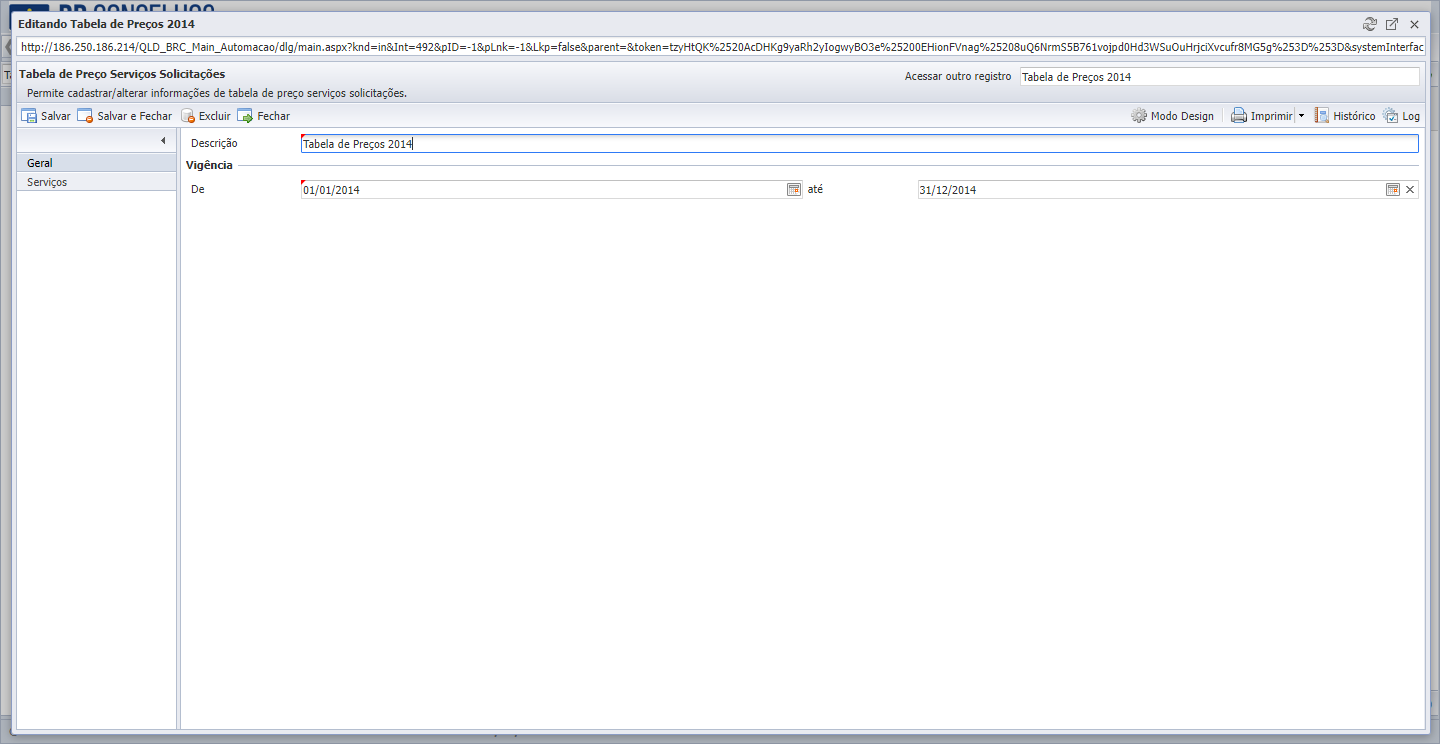 Editando Tabela de Preços 2014
http://186.250.186.214/QLD_BRC_Main_Automacao/dlg/main.aspx?knd=in&Int=492&pID=-1&pLnk=-1&Lkp=false&parent=&token=tzyHtQK%2520AcDHKg9yaRh2yIogwyBO3e%25200EHionFVnag%25208uQ6NrmS5B761vojpd0Hd3WSuOuHrjciXvcufr8MG5g%253D%253D&systemInterfac
Tabela de Preço Serviços Solicitações
Acessar outro registro Tabela de Preços 2014
Permite cadastrar/alterar informações de tabela de preço serviços solicitações.
Salvar Salvar e Fechar Excluir Fechar Modo Design Imprimir Histórico Log
Descrição Tabela de Preços 2014
Geral
Vigência
Serviços
De 01/01/2014 até 31/12/2014